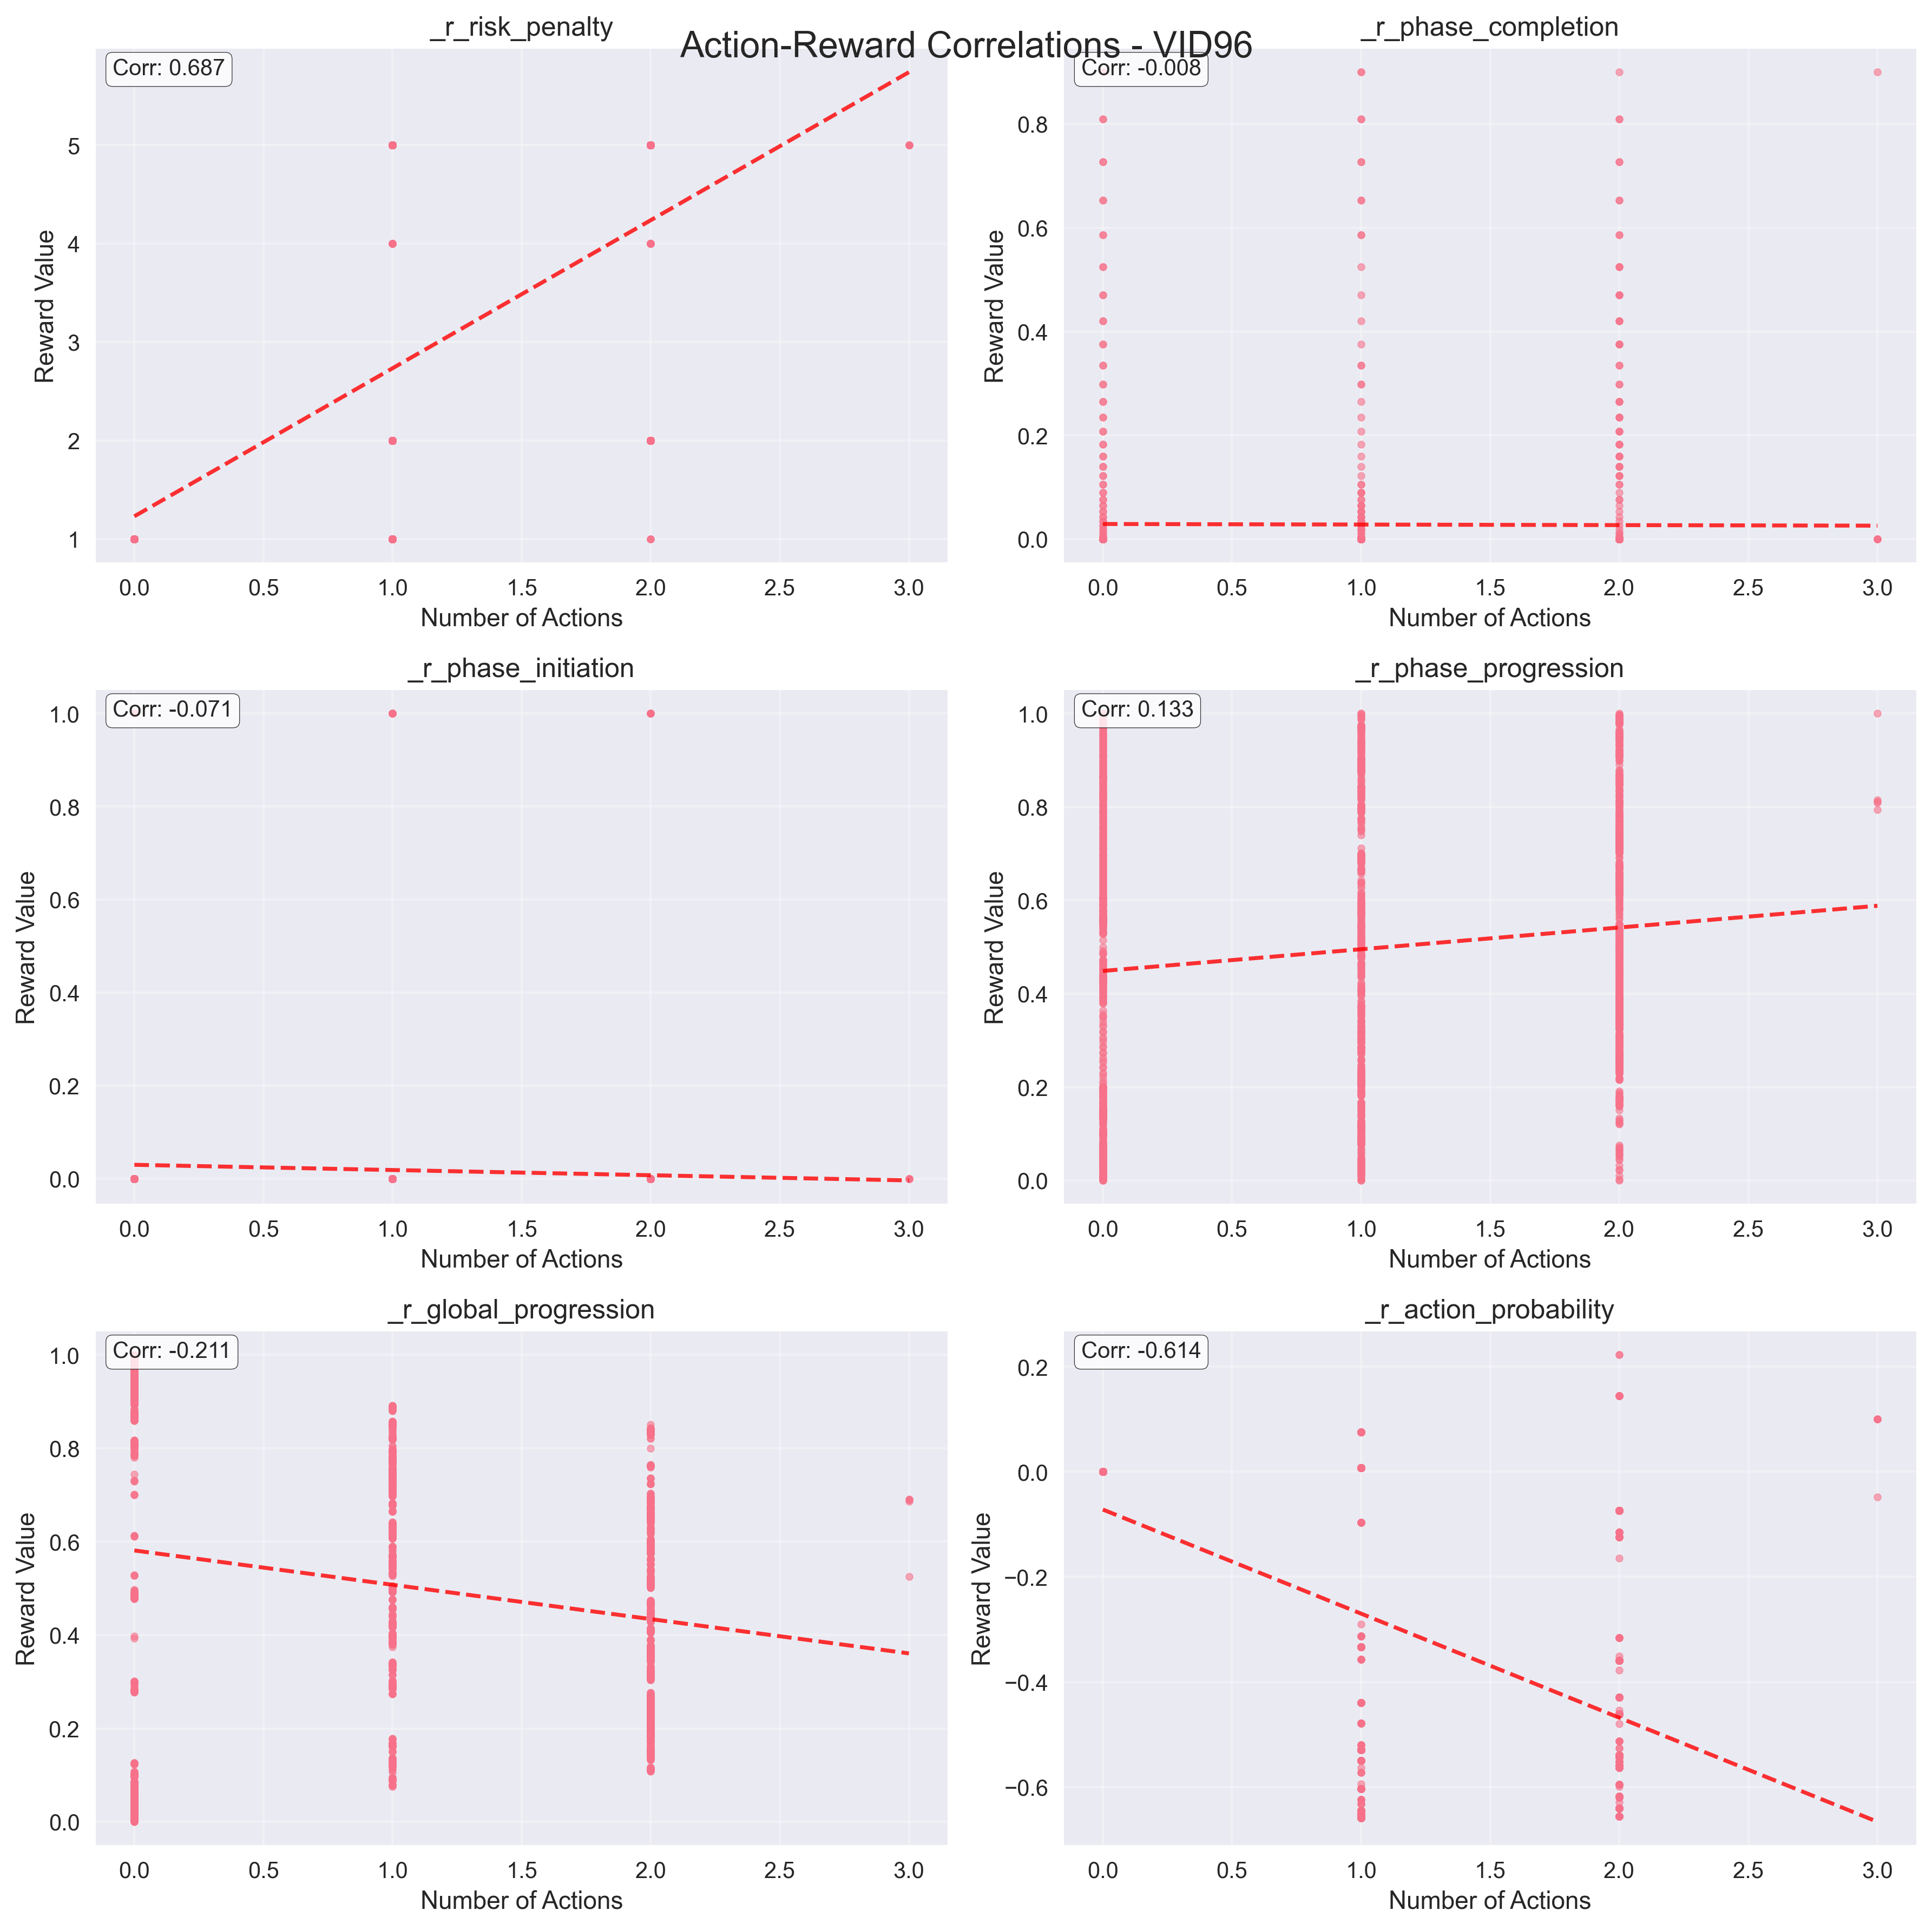 Action-Reward Correlations - VID96
_r_risk_penalty
Corr: 0.687
Reward Value
5
4
3
2
1
0.0 0.5 1.0 1.5 2.0 2.5 3.0
Number of Actions
_r_phase_completion
Corr: -0.008
Reward Value
0.8
0.6
0.4
0.2
0.0
0.0 0.5 1.0 1.5 2.0 2.5 3.0
Number of Actions
_r_phase_initiation
Corr: -0.071
Reward Value
1.0
0.8
0.6
0.4
0.2
0.0
0.0 0.5 1.0 1.5 2.0 2.5 3.0
Number of Actions
_r_phase_progression
Corr: 0.133
Reward Value
1.0
0.8
0.6
0.4
0.2
0.0
0.0 0.5 1.0 1.5 2.0 2.5 3.0
Number of Actions
_r_global_progression
Corr: -0.211
Reward Value
1.0
0.8
0.6
0.4
0.2
0.0
0.0 0.5 1.0 1.5 2.0 2.5 3.0
Number of Actions
_r_action_probability
Corr: -0.614
Reward Value
0.2
0.0
−0.2
−0.4
−0.6
0.0 0.5 1.0 1.5 2.0 2.5 3.0
Number of Actions